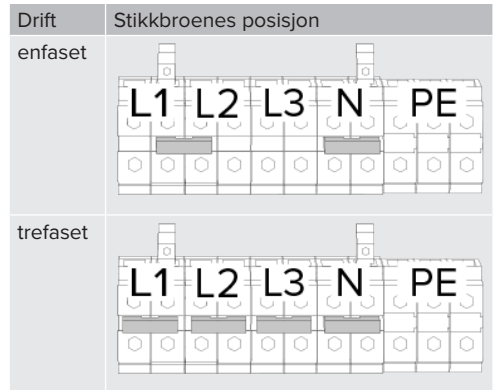 Drift Stikkbroenes posisjon
enfaset
L1 L2 L3 N PE
trefaset
L1 L2 L3 N PE